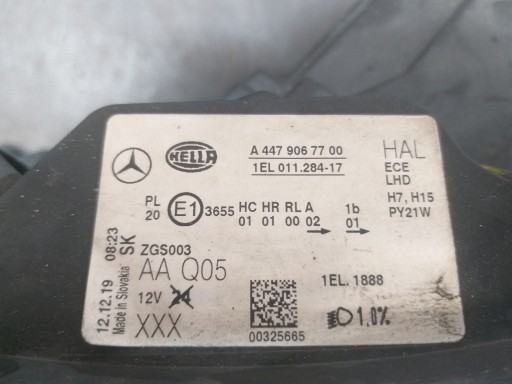 HELLA
A 447 906 77 00
1EL 011.284-17
HAL
ECE
LHD
H7, H15
PY21W
PL
20
E1
3655
HC HR RL A
01 01 00 02
1b
01
ZGS003
AA Q05
12V 24
XXX
12.12.19 08:23
Made in Slovakia SK
00325665
1EL. 1888
1,0%